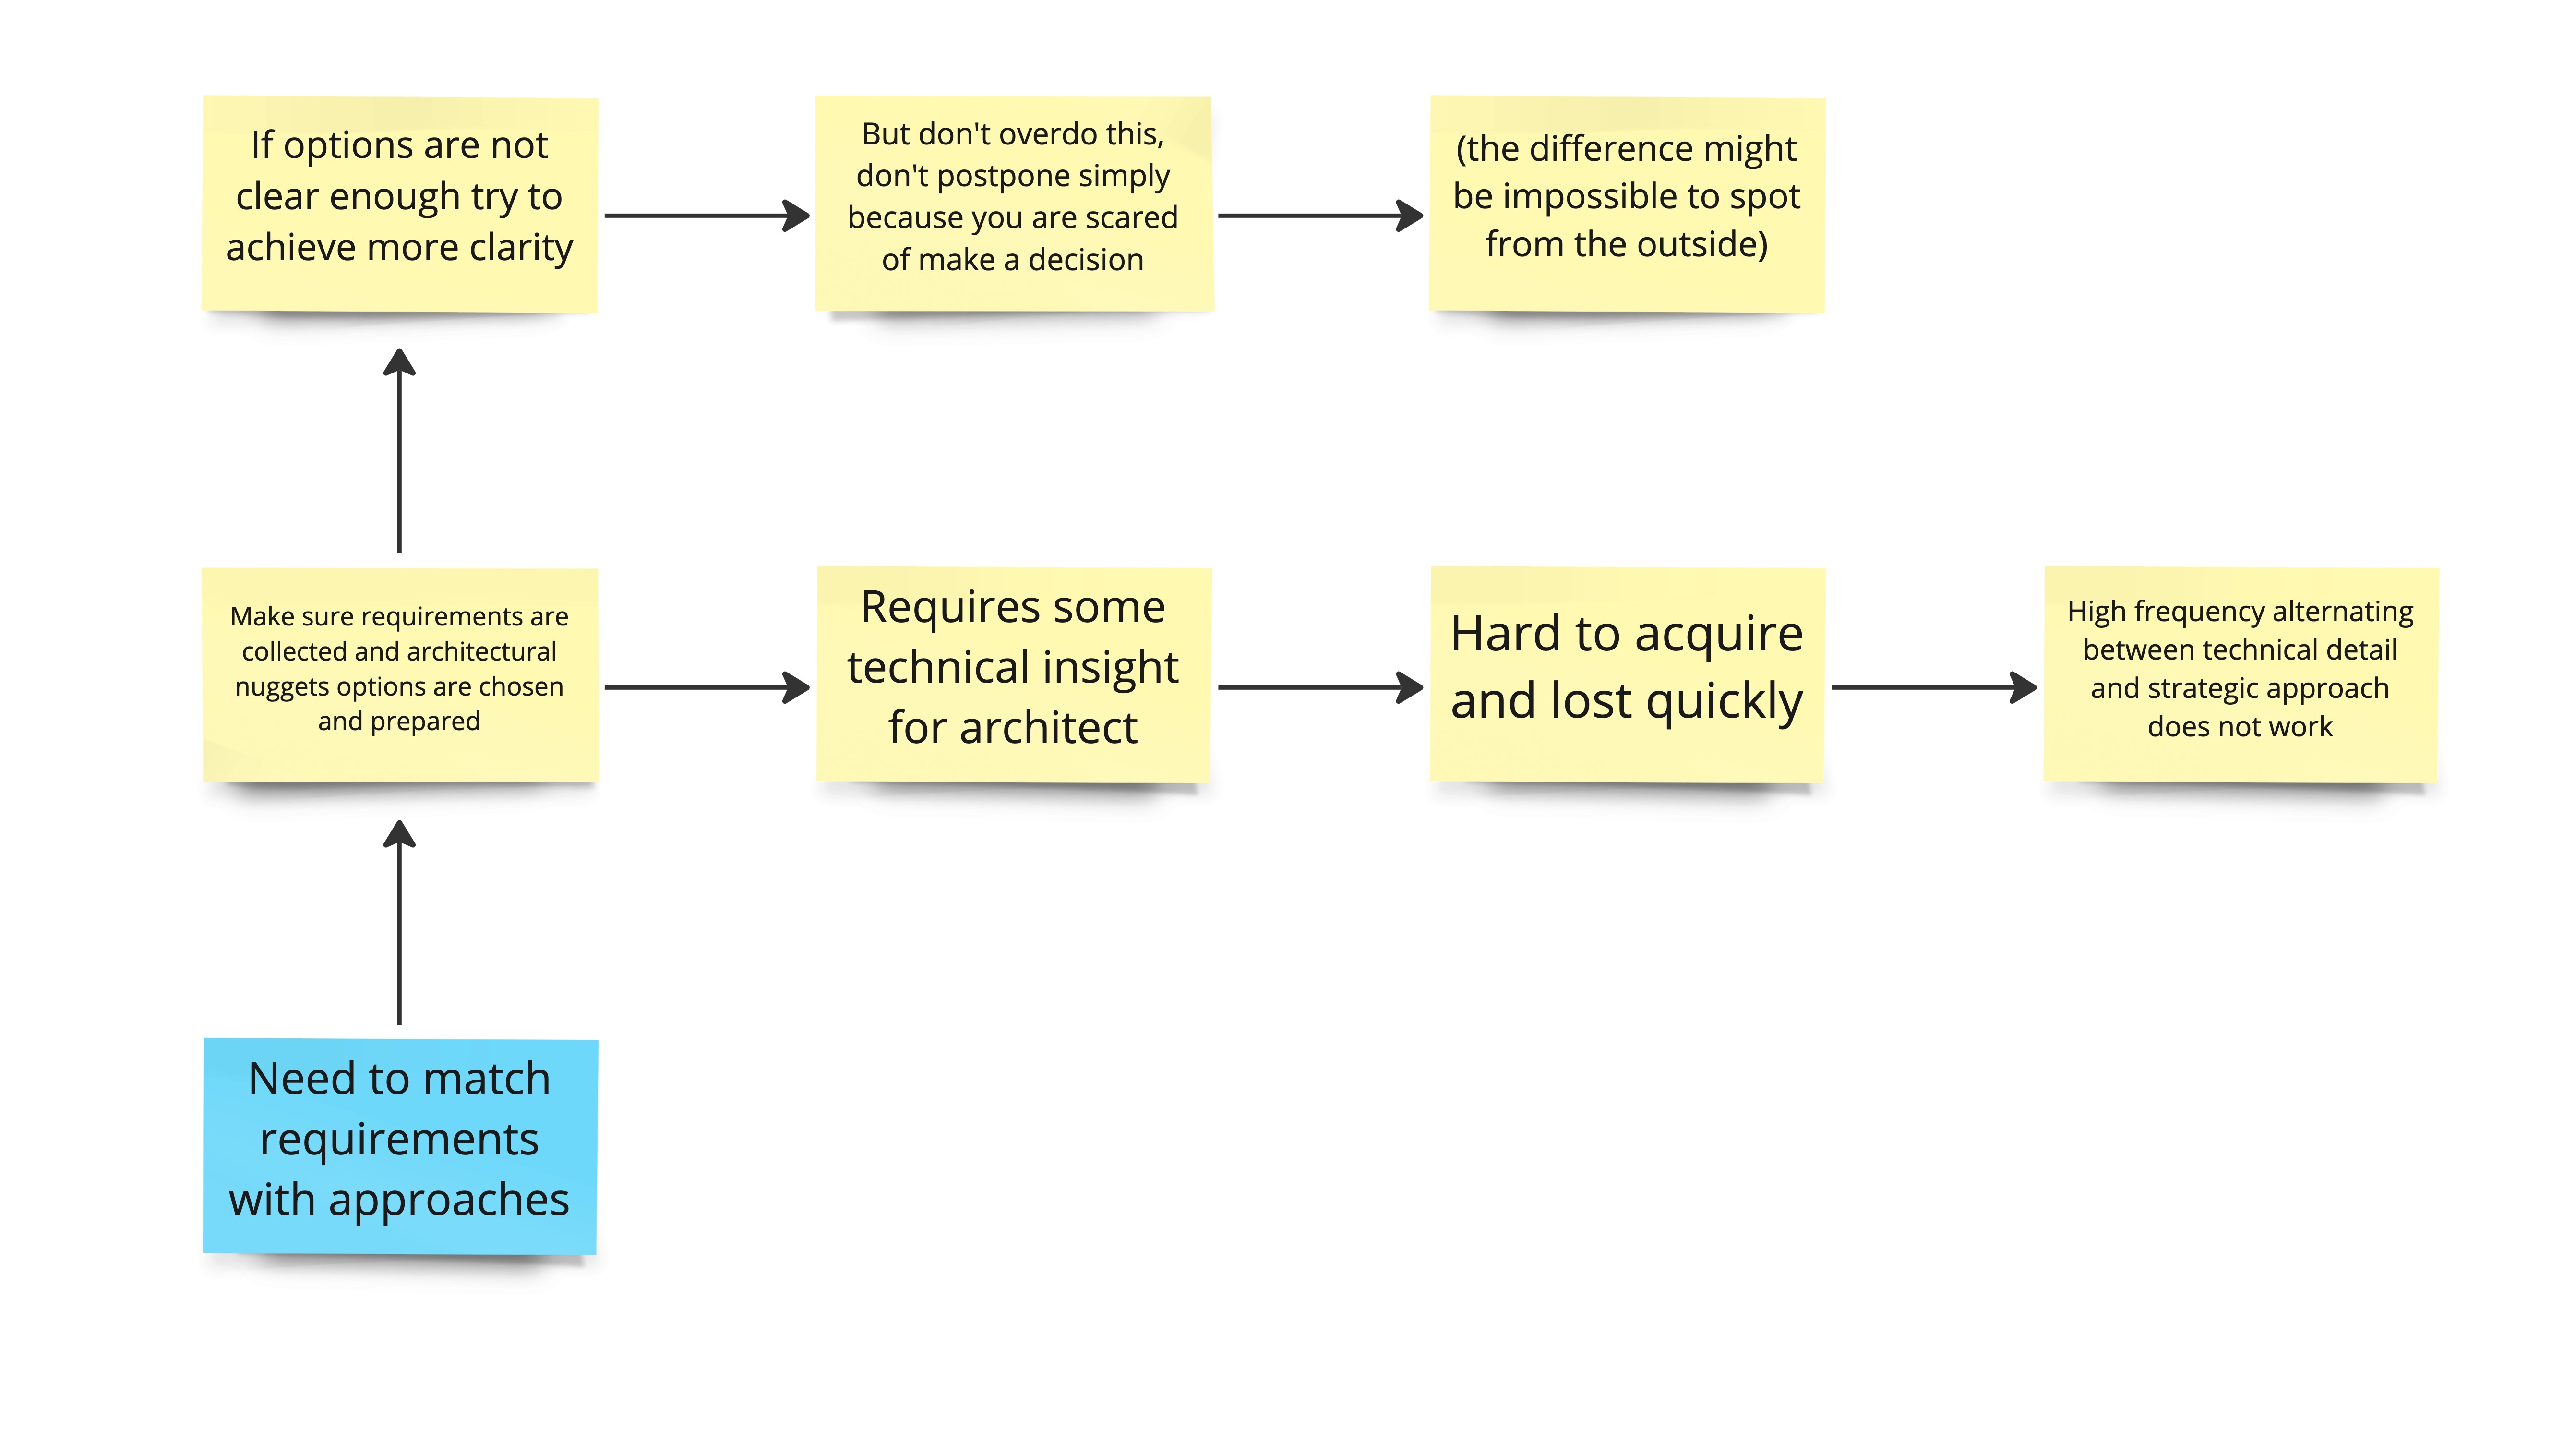 If options are not
clear enough try to
achieve more clarity
But don't overdo this,
don't postpone simply
because you are scared
of make a decision
(the difference might
be impossible to spot
from the outside)
Make sure requirements are
collected and architectural
nuggets options are chosen
and prepared
Requires some
technical insight
for architect
Hard to acquire
and lost quickly
High frequency alternating
between technical detail
and strategic approach
does not work
Need to match
requirements
with approaches